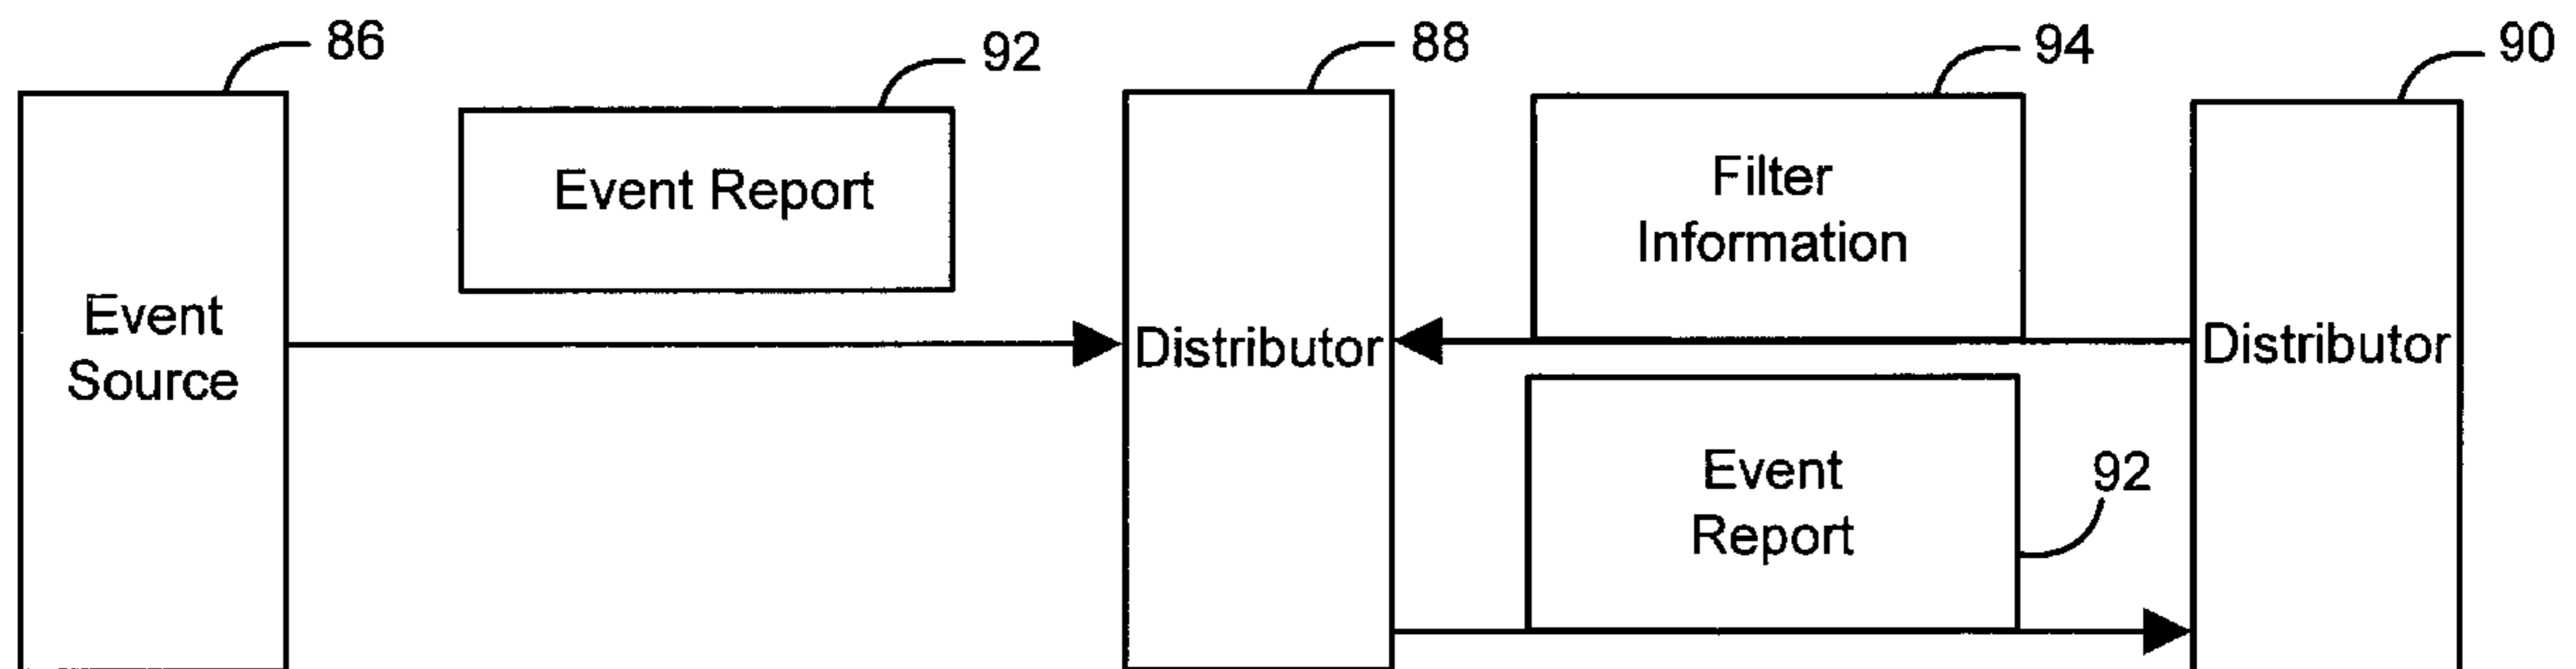 86
92
88
94
90
Event Report
Filter
Information
Event
Source
Distributor
Distributor
Event
Report
92